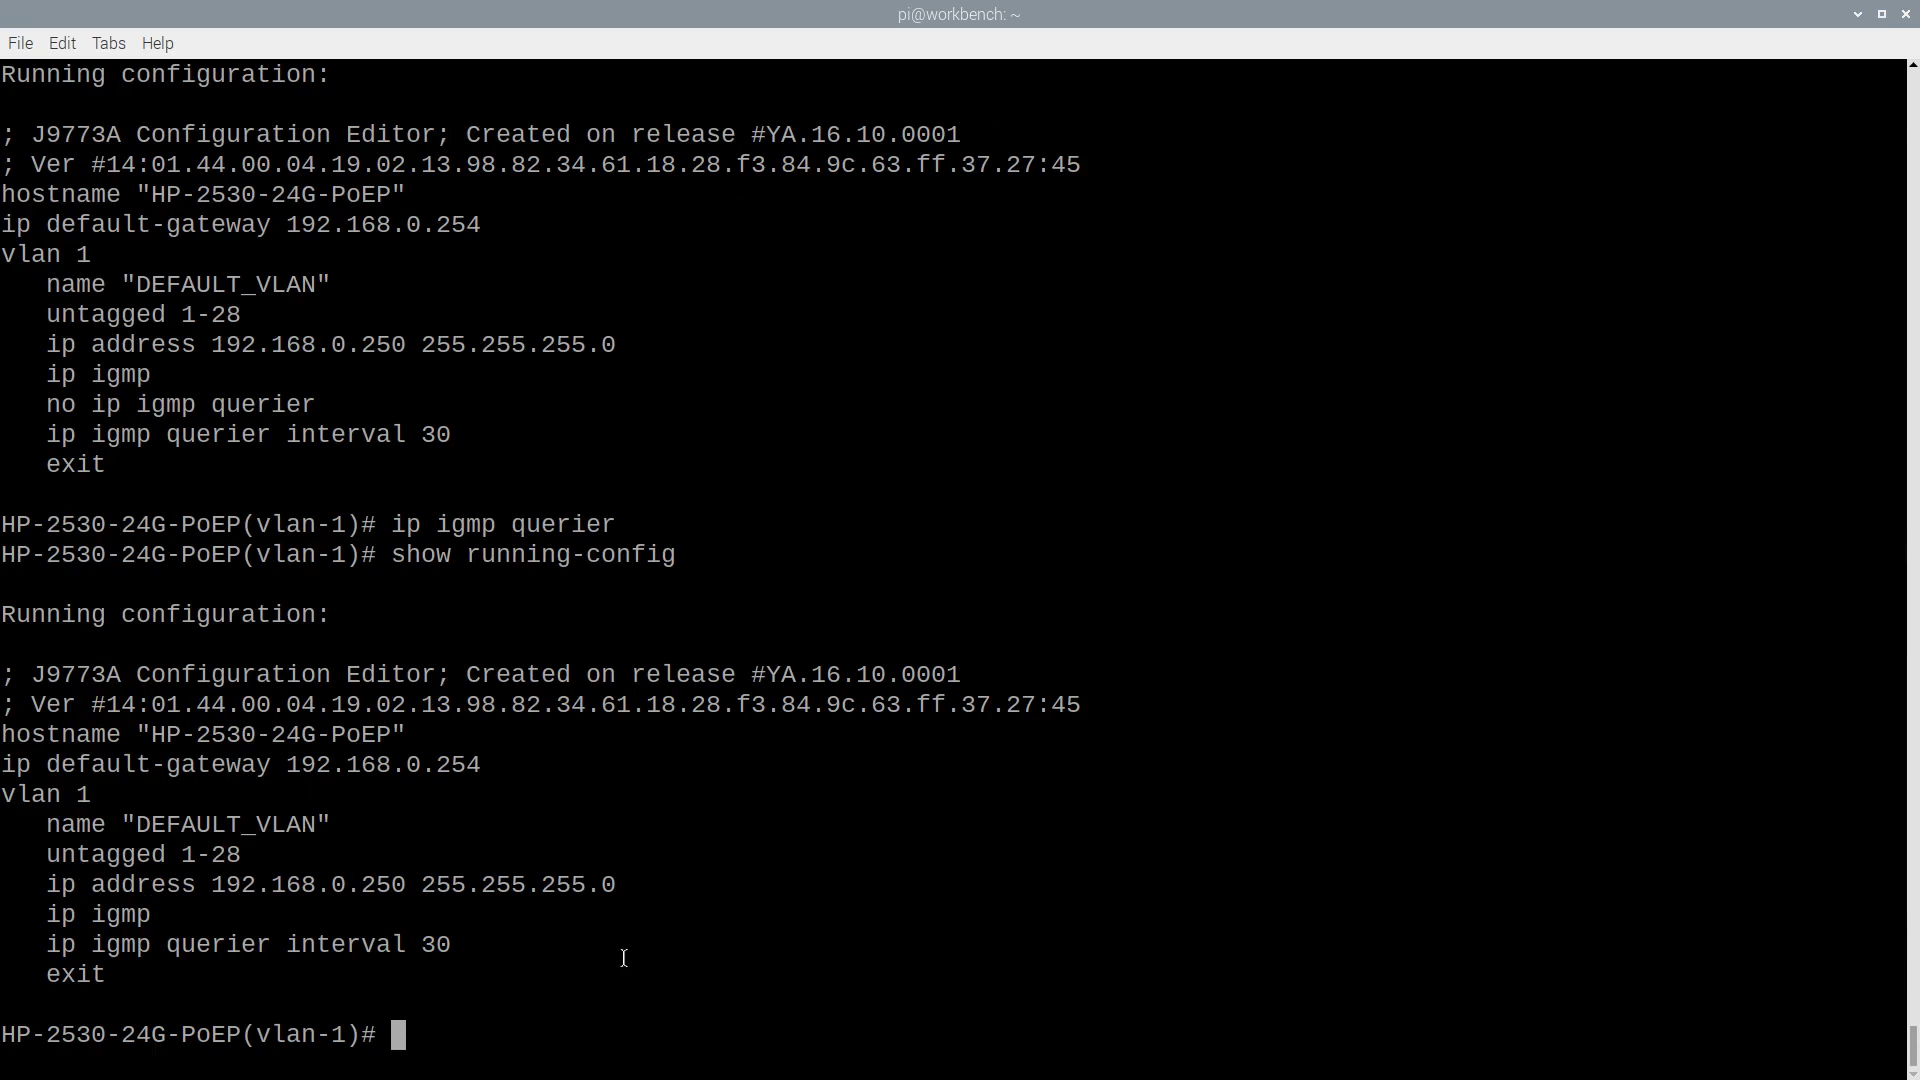 pi@workbench: ~
File Edit Tabs Help
Running configuration:
; J9773A Configuration Editor; Created on release #YA.16.10.0001
; Ver #14:01.44.00.04.19.02.13.98.82.34.61.18.28.f3.84.9c.63.ff.37.27:45
hostname "HP-2530-24G-PoEP"
ip default-gateway 192.168.0.254
vlan 1
   name "DEFAULT_VLAN"
   untagged 1-28
   ip address 192.168.0.250 255.255.255.0
   ip igmp
   no ip igmp querier
   ip igmp querier interval 30
   exit
HP-2530-24G-PoEP(vlan-1)# ip igmp querier
HP-2530-24G-PoEP(vlan-1)# show running-config
Running configuration:
; J9773A Configuration Editor; Created on release #YA.16.10.0001
; Ver #14:01.44.00.04.19.02.13.98.82.34.61.18.28.f3.84.9c.63.ff.37.27:45
hostname "HP-2530-24G-PoEP"
ip default-gateway 192.168.0.254
vlan 1
   name "DEFAULT_VLAN"
   untagged 1-28
   ip address 192.168.0.250 255.255.255.0
   ip igmp
   ip igmp querier interval 30
   exit
HP-2530-24G-PoEP(vlan-1)#